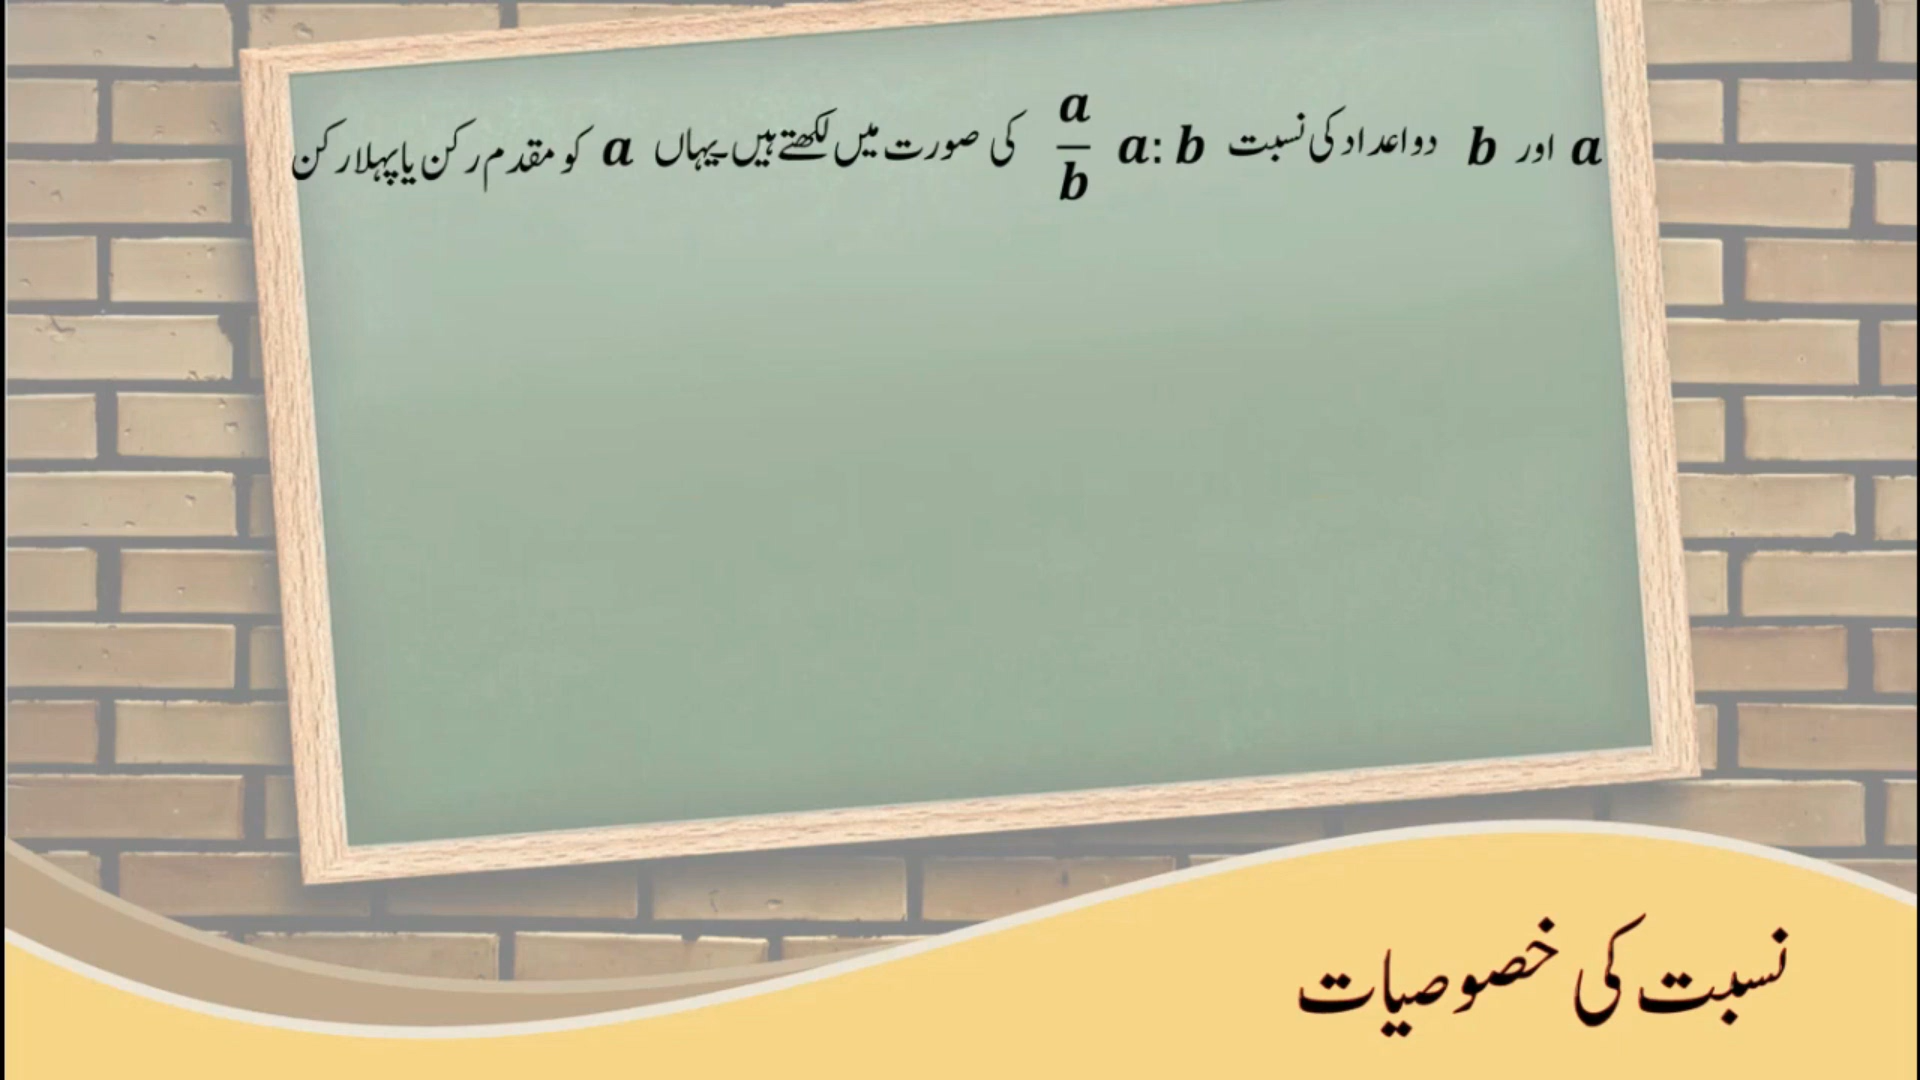 a اور b دو اعداد کی نسبت a:b a/b کی صورت میں لکھتے ہیں یہاں a کو مقدم رکن یا پہلا رکن
نسبت کی خصوصیات